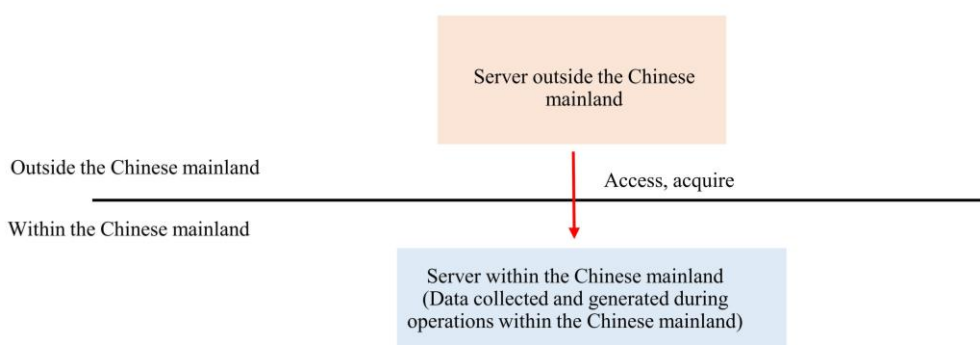 Server outside the Chinese
mainland
Outside the Chinese mainland
Access, acquire
Within the Chinese mainland
Server within the Chinese mainland
(Data collected and generated during
operations within the Chinese mainland)